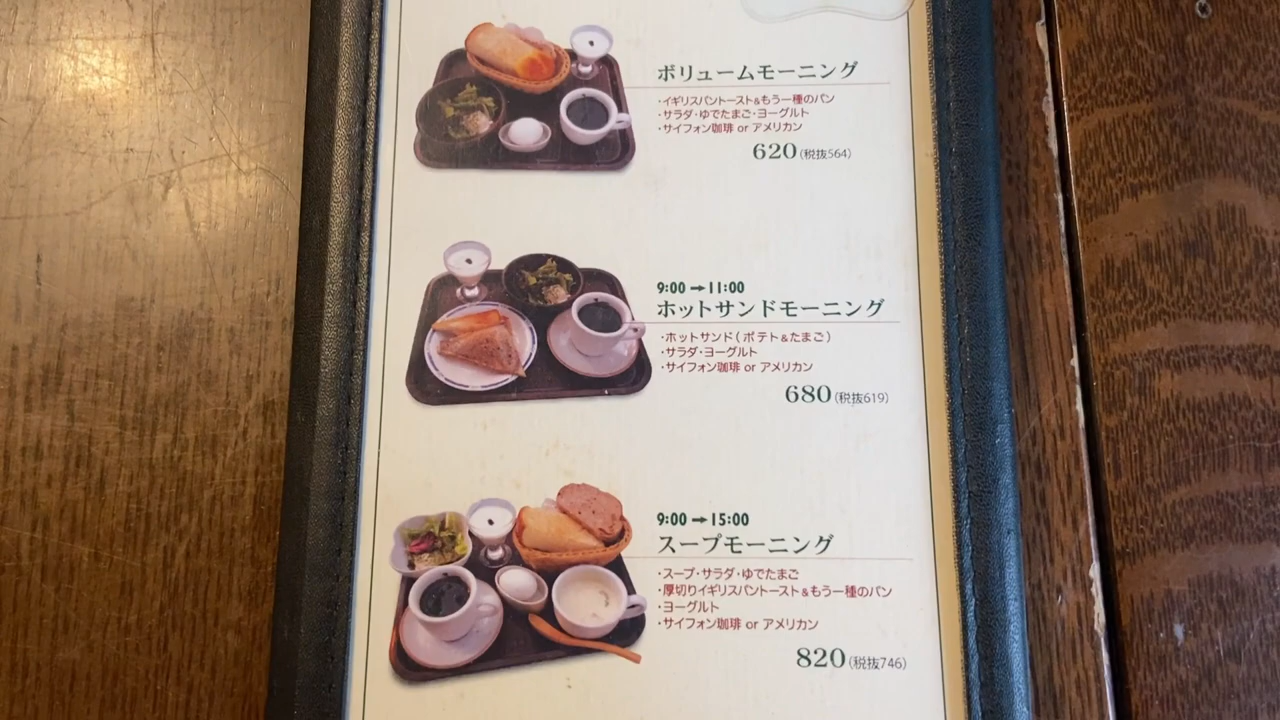 ボリュームモーニング
・イギリスパントースト&もう一種のパン
・サラダ・ゆでたまご・ヨーグルト
・サイフォン珈琲 or アメリカン
620(税抜564)
9:00→11:00
ホットサンドモーニング
・ホットサンド(ポテト&たまご)
・サラダ・ヨーグルト
・サイフォン珈琲 or アメリカン
680(税抜619)
9:00→15:00
スープモーニング
・スープ・サラダ・ゆでたまご
・厚切りイギリスパントースト&もう一種のパン
・ヨーグルト
・サイフォン珈琲 or アメリカン
820(税抜746)